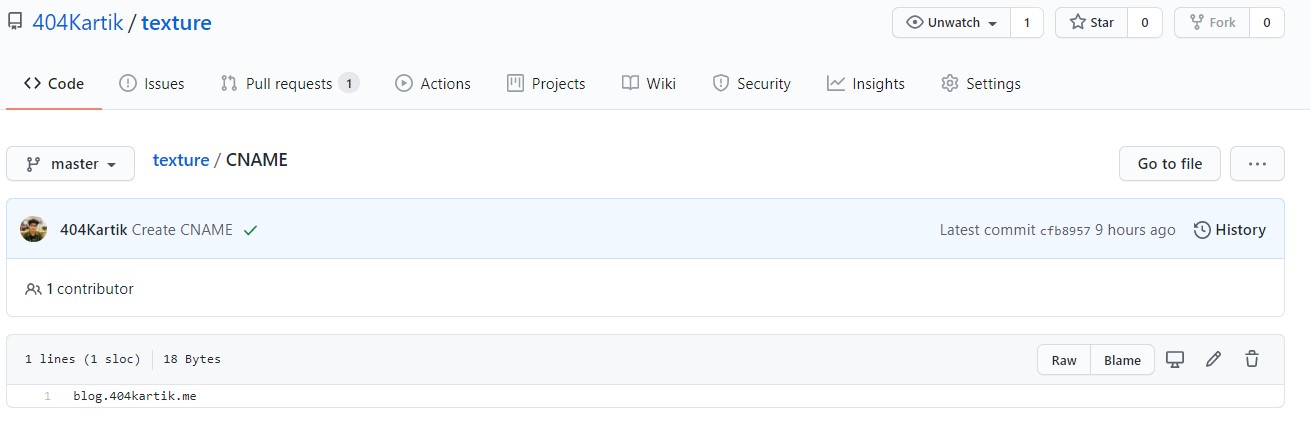 404Kartik / texture
Unwatch 1
Star 0
Fork 0
Code Issues Pull requests 1 Actions Projects Wiki Security Insights Settings
master texture / CNAME Go to file ...
404Kartik Create CNAME Latest commit cfb8957 9 hours ago History
1 contributor
1 lines (1 sloc) 18 Bytes Raw Blame
1 blog.404kartik.me